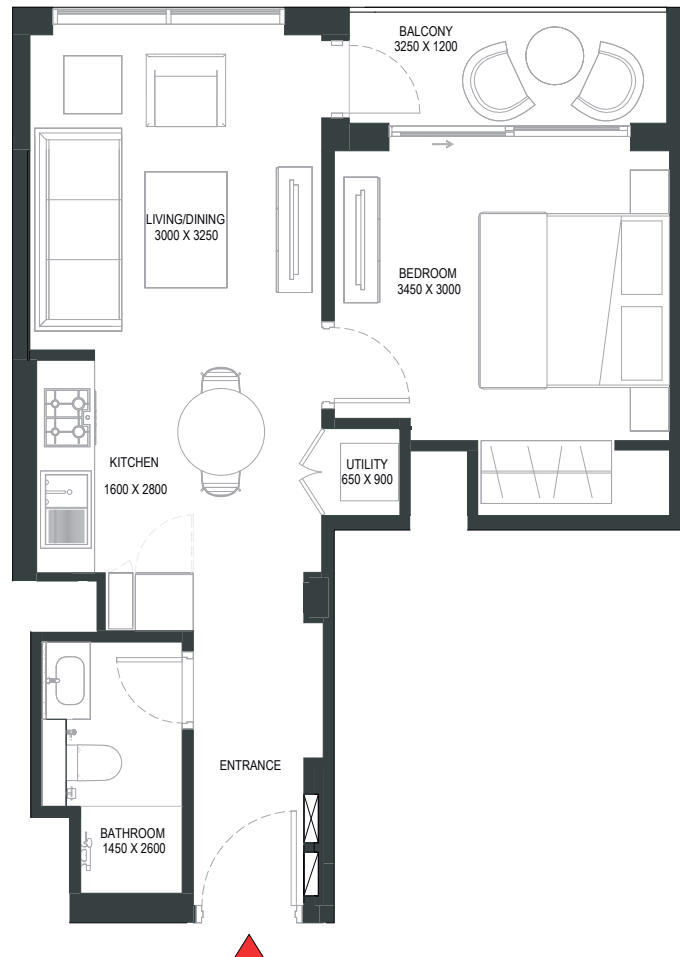 BALCONY
3250 X 1200
LIVING/DINING
3000 X 3250
BEDROOM
3450 X 3000
KITCHEN
1600 X 2800
UTILITY
650 X 900
ENTRANCE
BATHROOM
1450 X 2600